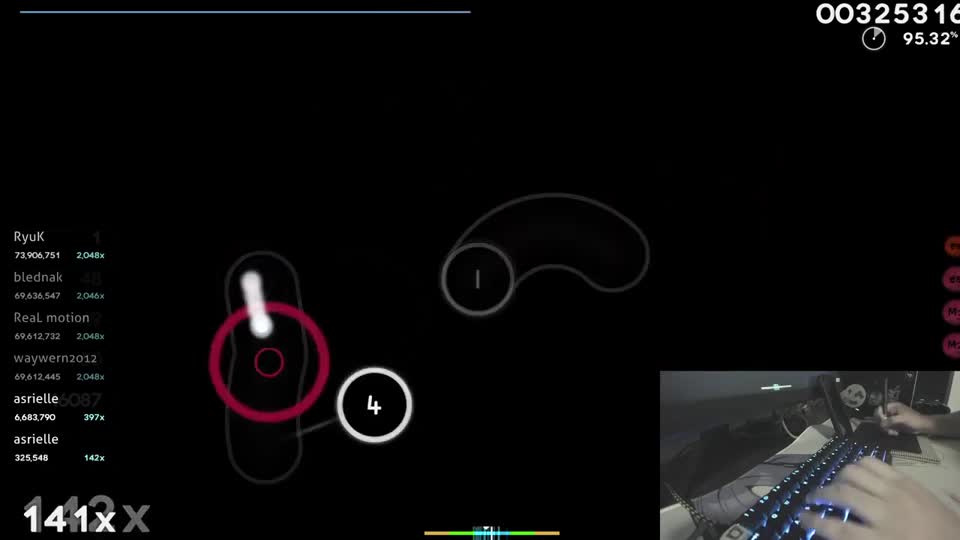 00325316
95.32%
RyuK
73,906,751 2,048x
blednak
69,636,547 2,046x
ReaL motion
69,612,732 2,048x
waywern2012
69,612,445 2,048x
asrielle
6,683,790 397x
asrielle
325,548 142x
1
4
141x